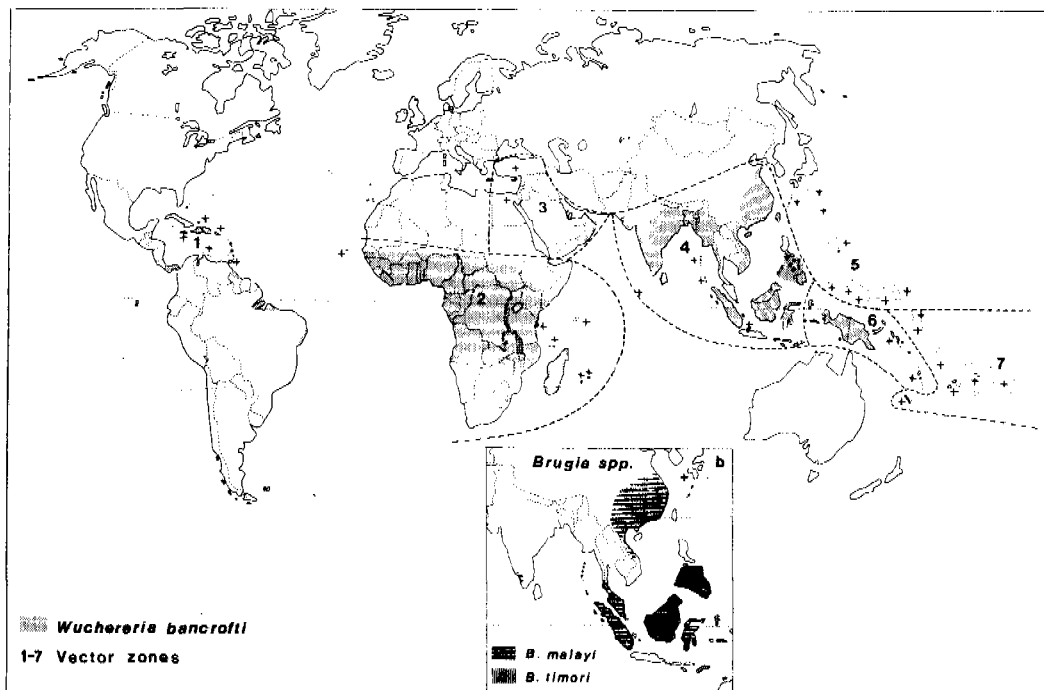 1
2
3
4
5
6
7
Brugia spp. b
Wuchereria bancrofti
1-7 Vector zones
B. malayi
B. timori